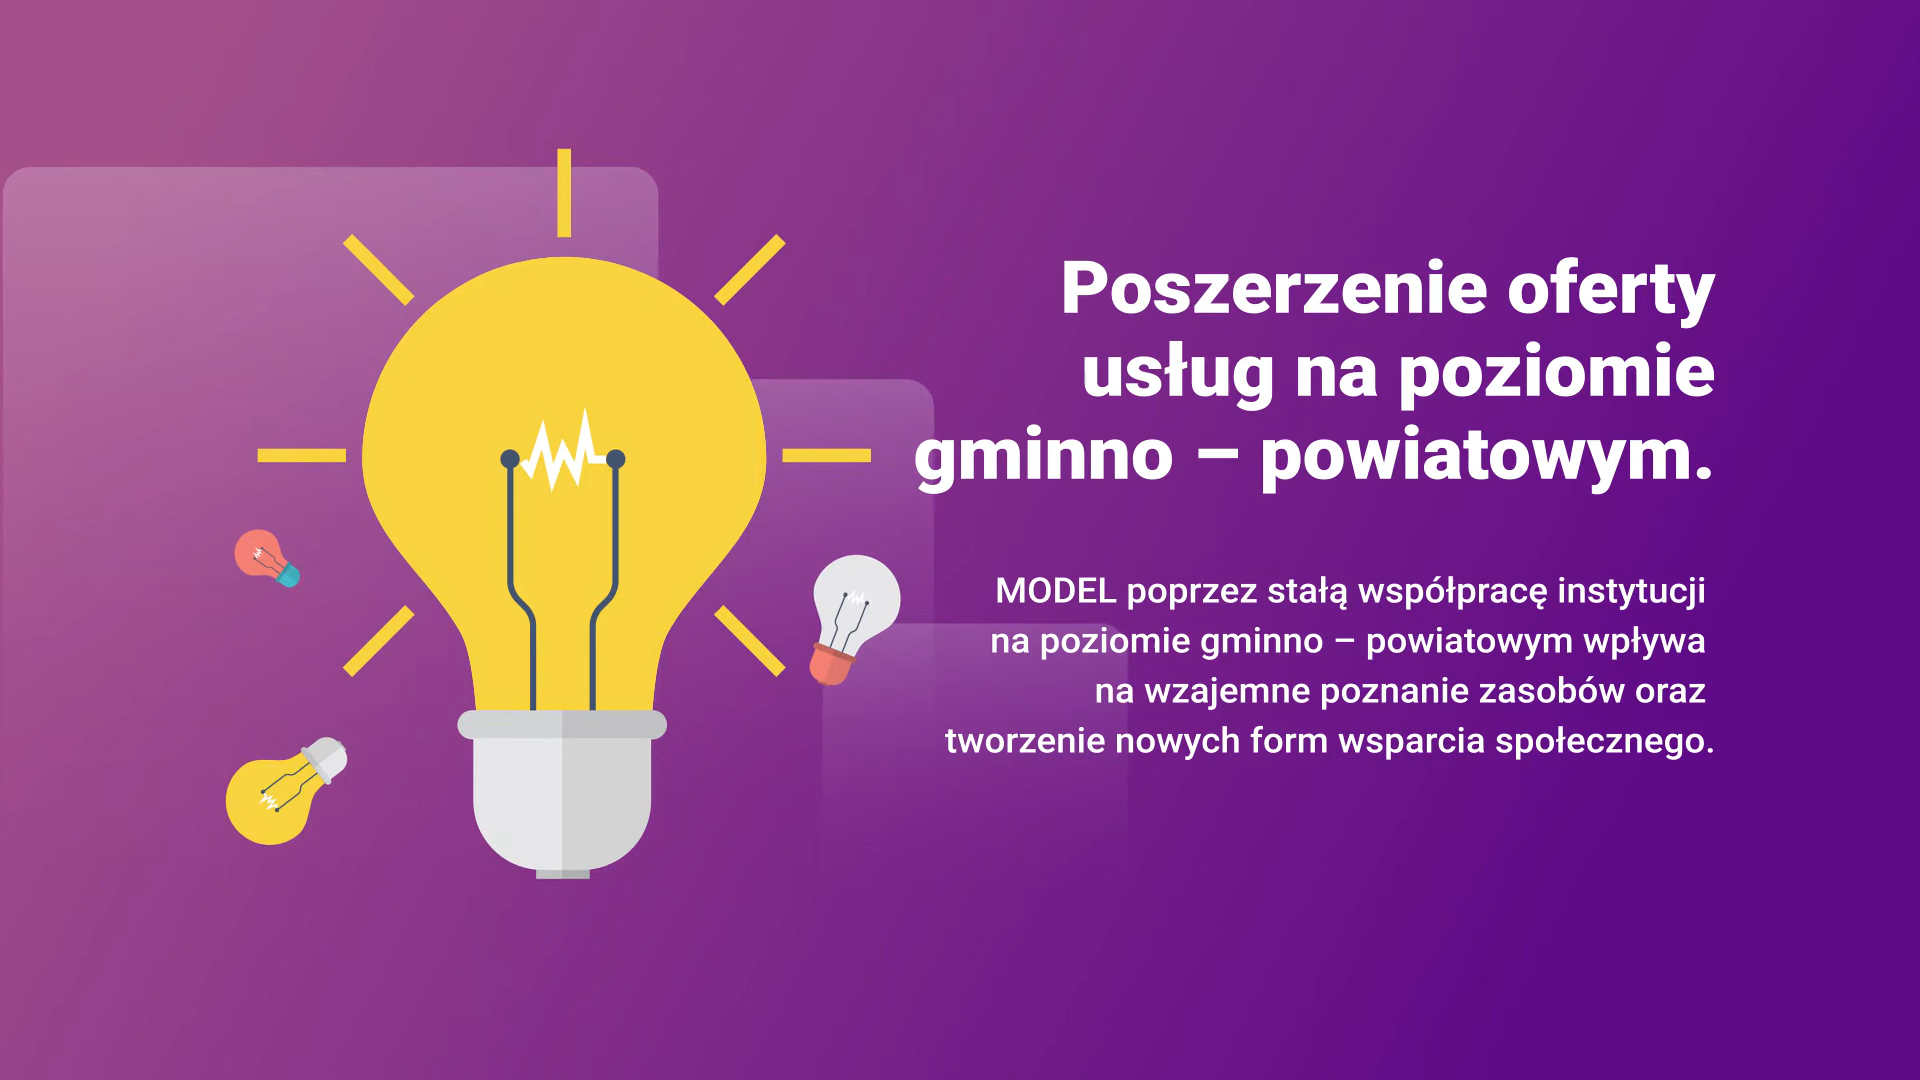 Poszerzenie oferty
usług na poziomie
gminno – powiatowym.
MODEL poprzez stałą współpracę instytucji
na poziomie gminno – powiatowym wpływa
na wzajemne poznanie zasobów oraz
tworzenie nowych form wsparcia społecznego.